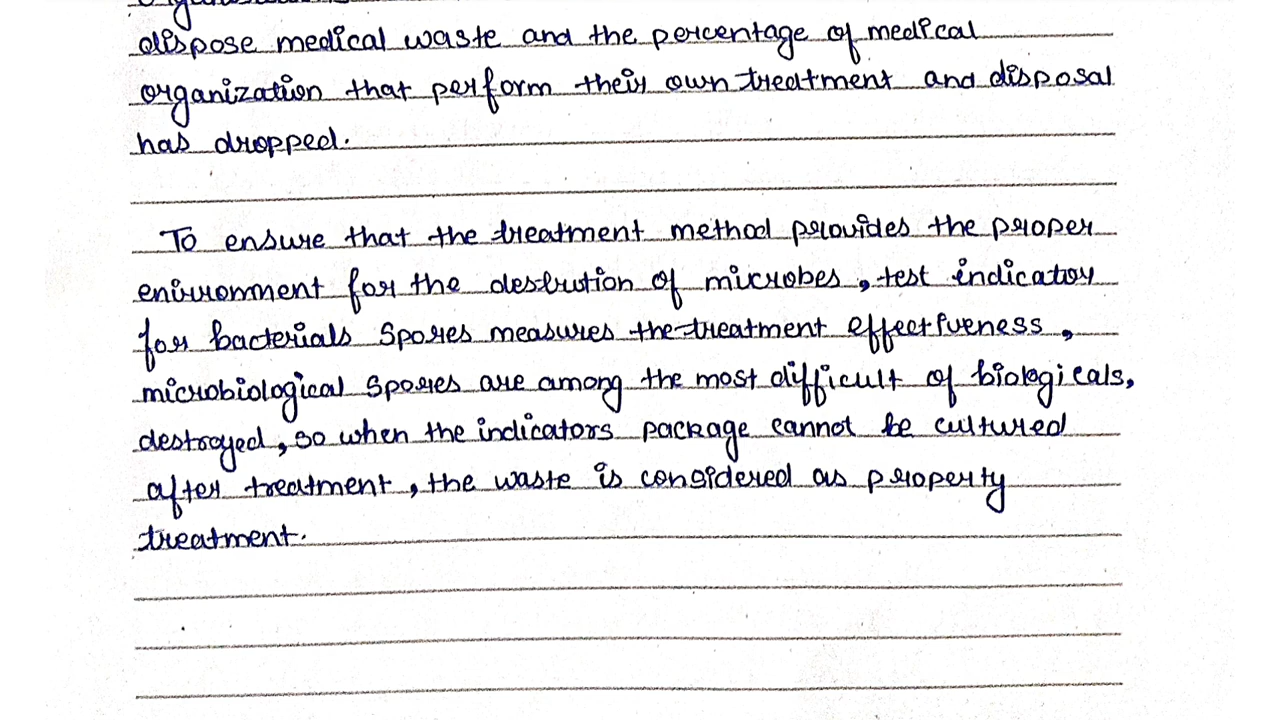 dispose medical waste and the percentage of medical
organization that perform their own treatment and disposal
has dropped.
To ensure that the treatment method provides the proper
enirronment for the destrution of microbes, test indicator
for bacterials spores measures the treatment effectiveness,
microbiological spores are among the most difficult of biologicals,
destroyed, so when the indicators package cannot be cultured
after treatment, the waste is considered as property
treatment.